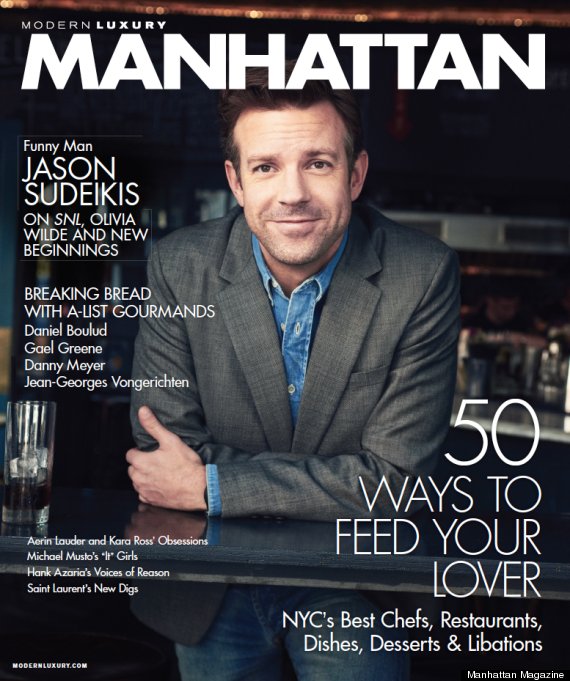 MODERN LUXURY
MANHATTAN
Funny Man
JASON
SUDEIKIS
ON SNL, OLIVIA
WILDE AND NEW
BEGINNINGS
BREAKING BREAD
WITH A-LIST GOURMANDS
Daniel Boulud
Gael Greene
Danny Meyer
Jean-Georges Vongerichten
50
WAYS TO
FEED YOUR
LOVER
NYC's Best Chefs, Restaurants,
Dishes, Desserts & Libations
Aerin Lauder and Kara Ross' Obsessions
Michael Musto's "It" Girls
Hank Azaria's Voices of Reason
Saint Laurent's New Digs
MODERNLUXURY.COM
Manhattan Magazine